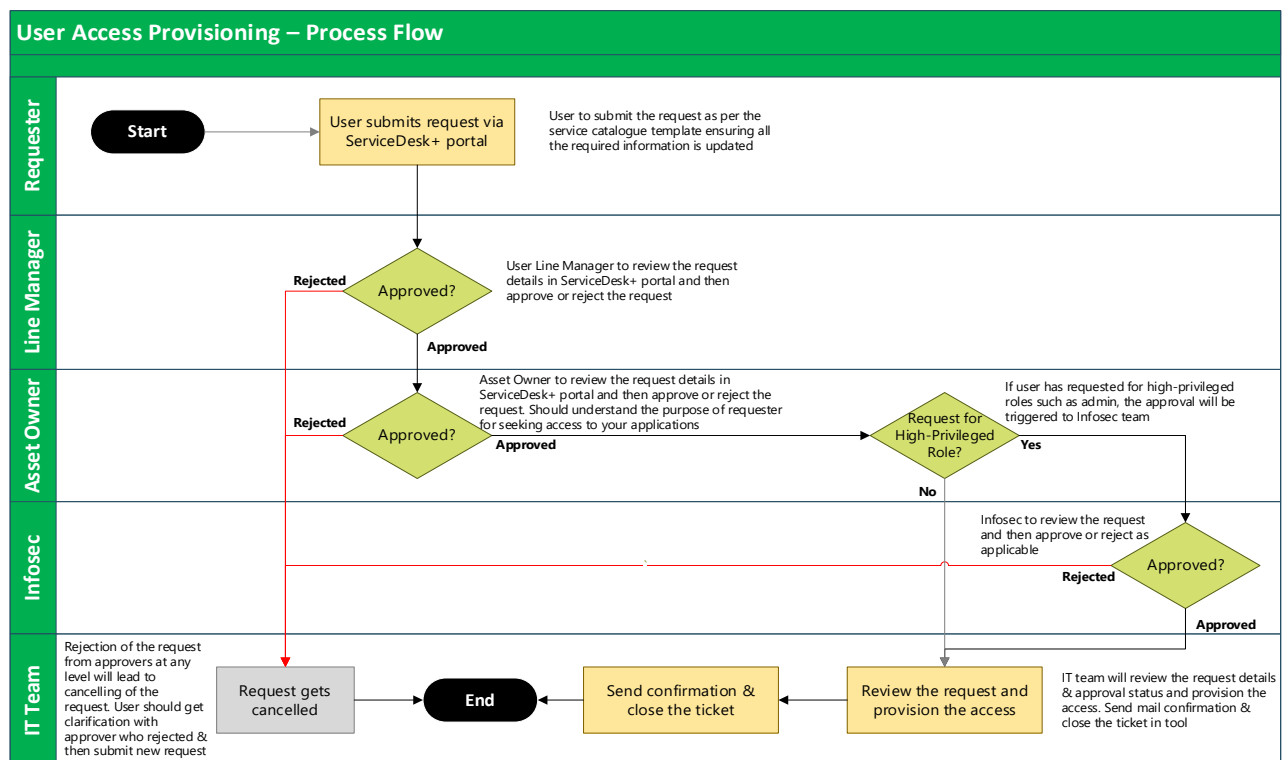 User Access Provisioning – Process Flow
Requester
Start
User submits request via
ServiceDesk+ portal
User to submit the request as per the
service catalogue template ensuring all
the required information is updated
Line Manager
Rejected
Approved?
User Line Manager to review the request
details in ServiceDesk+ portal and then
approve or reject the request
Approved
Asset Owner
Rejected
Approved?
Asset Owner to review the request details in
ServiceDesk+ portal and then approve or reject the
request. Should understand the purpose of requester
for seeking access to your applications
Approved
Request for
High-Privileged
Role?
If user has requested for high-privileged
roles such as admin, the approval will be
triggered to Infosec team
Yes
No
Infosec
Infosec to review the request
and then approve or reject as
applicable
Approved?
Rejected
Approved
IT Team
Rejection of the request
from approvers at any
level will lead to
cancelling of the
request. User should get
clarification with
approver who rejected &
then submit new request
Request gets
cancelled
End
Send confirmation &
close the ticket
Review the request and
provision the access
IT team will review the request details
& approval status and provision the
access. Send mail confirmation &
close the ticket in tool